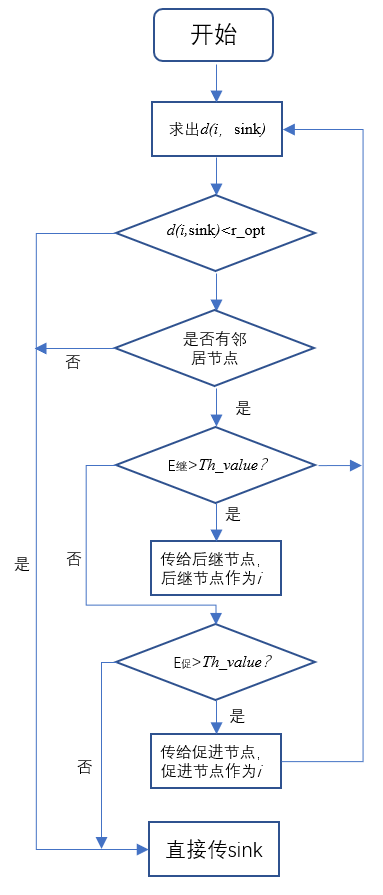 开始
求出d(i，sink)
d(i,sink)<r_opt
是否有邻
居节点
否
是
E继>Th_value？
是
是
否
传给后继节点，
后继节点作为i
E促>Th_value？
是
否
传给促进节点，
促进节点作为i
直接传sink